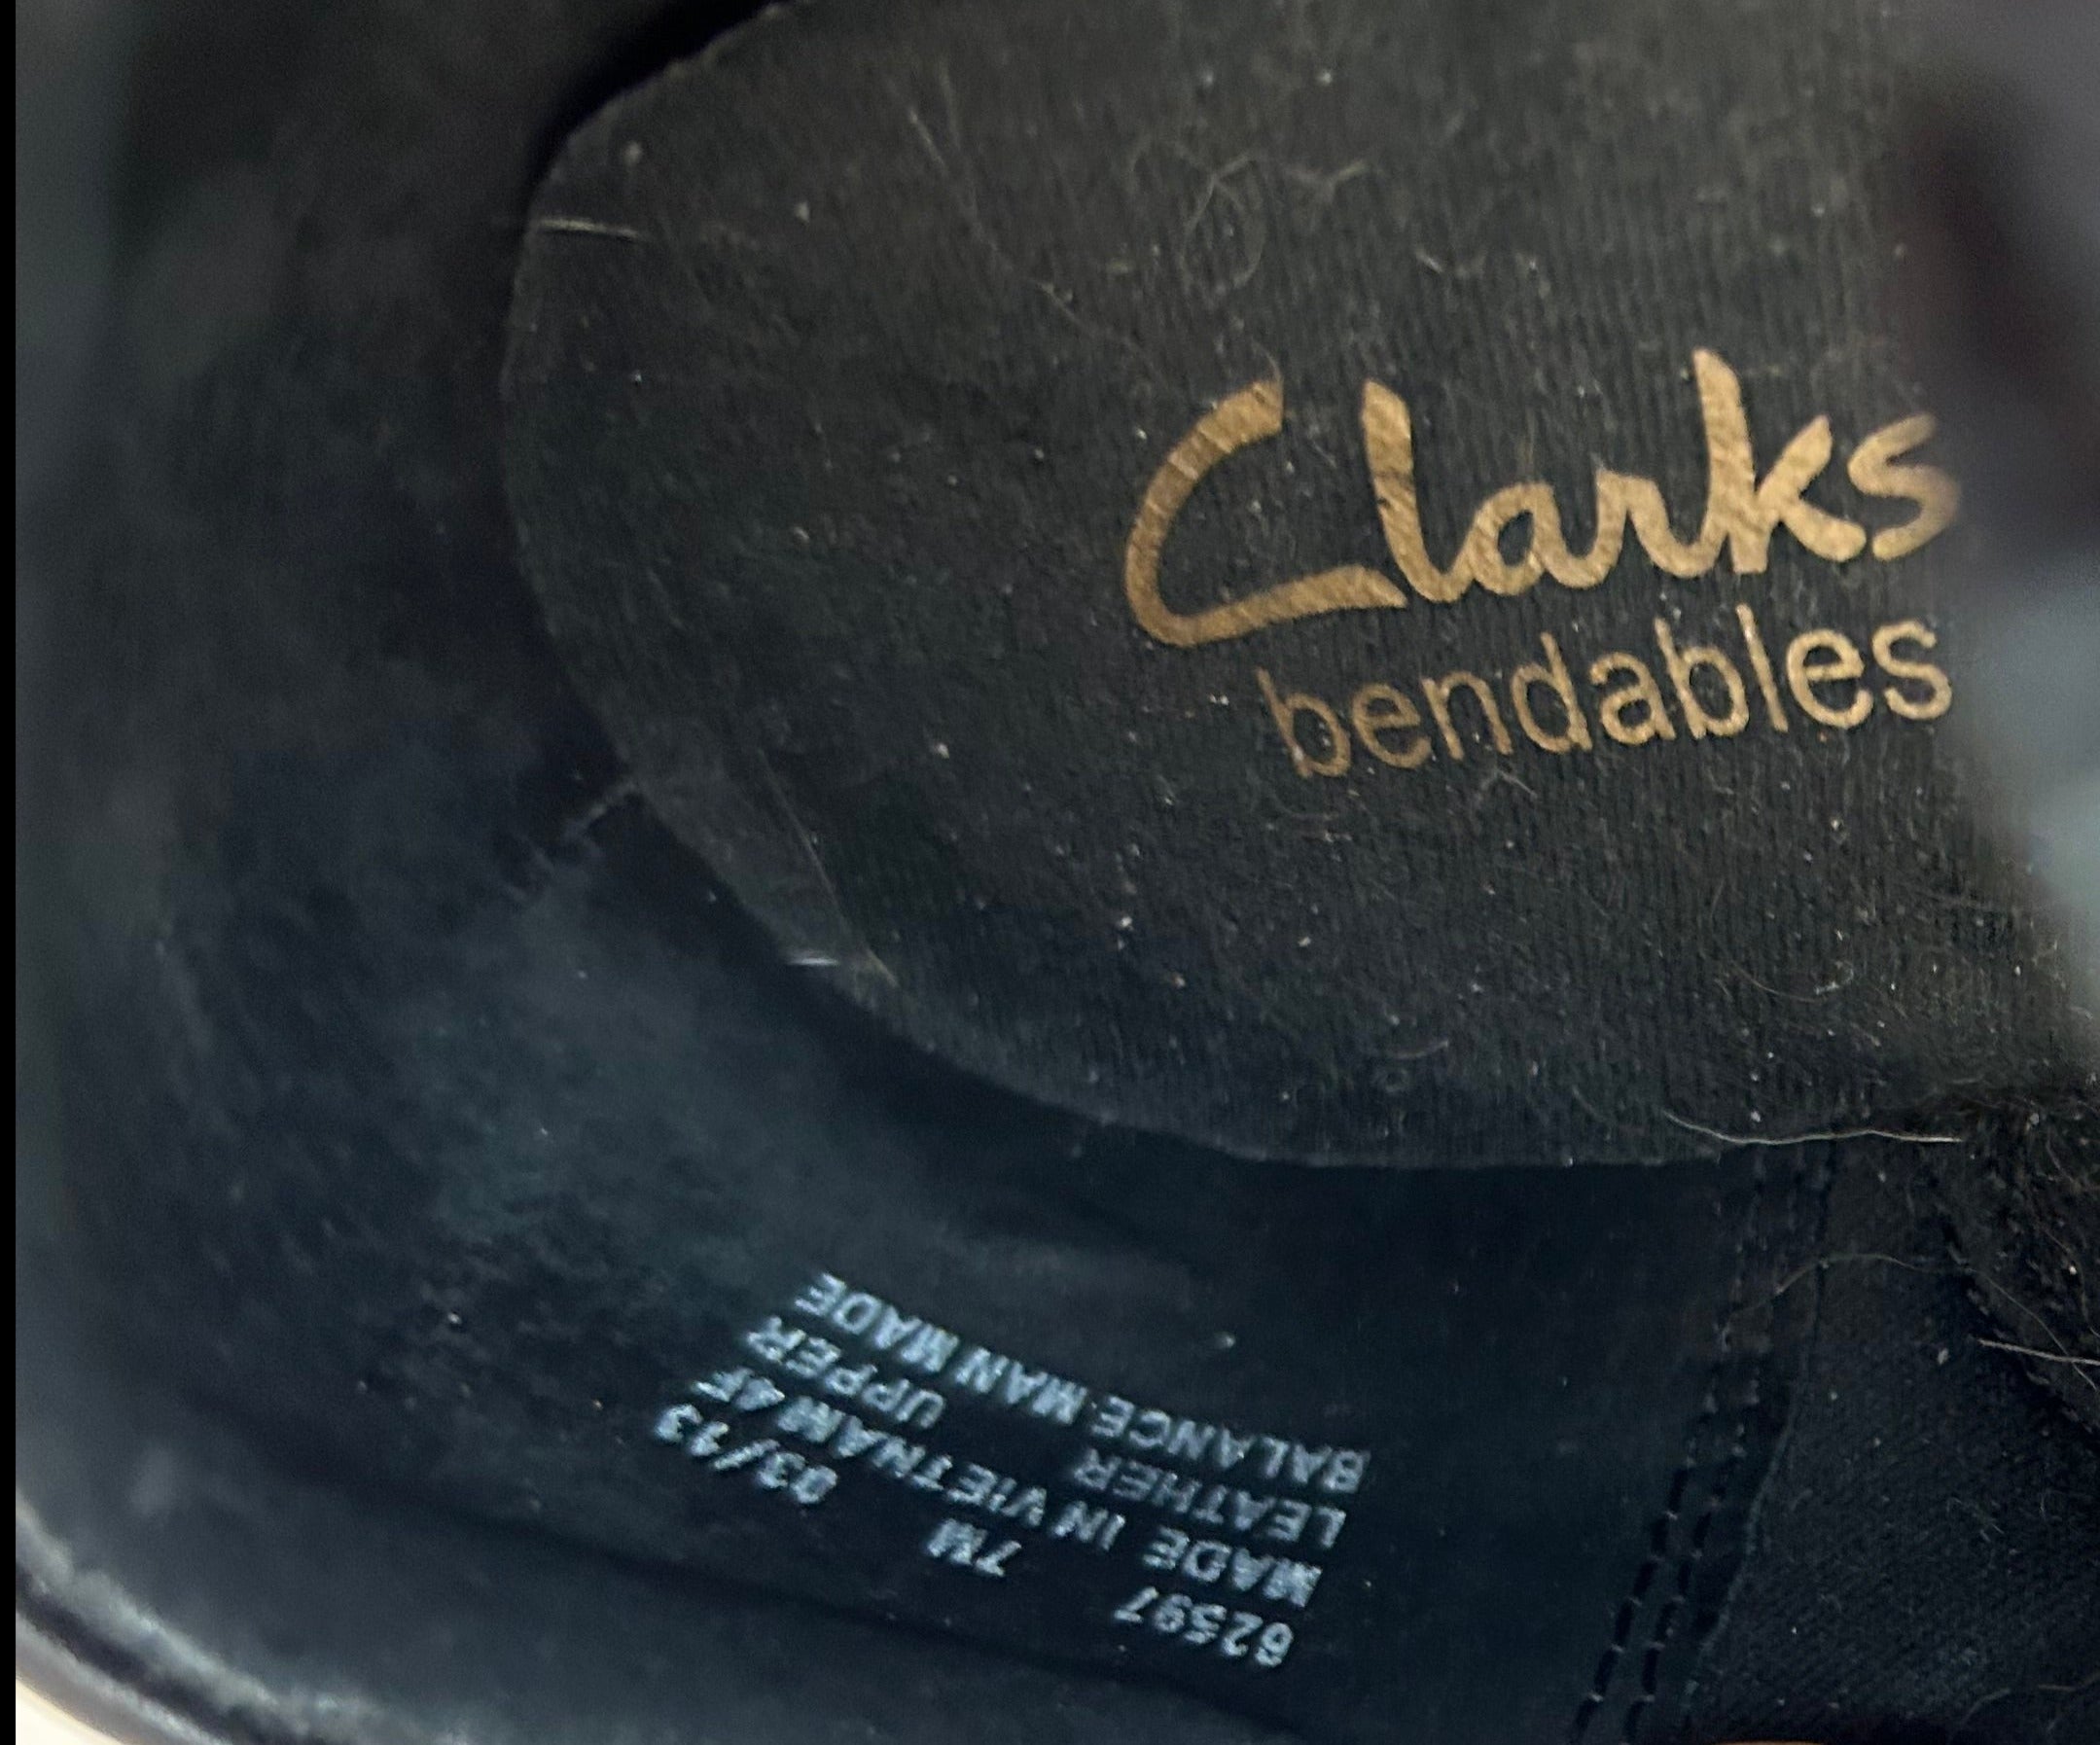 Clarks
bendables
62597 7M 03/13
MADE IN VIETNAM 4F
LEATHER UPPER
BALANCE MAN MADE